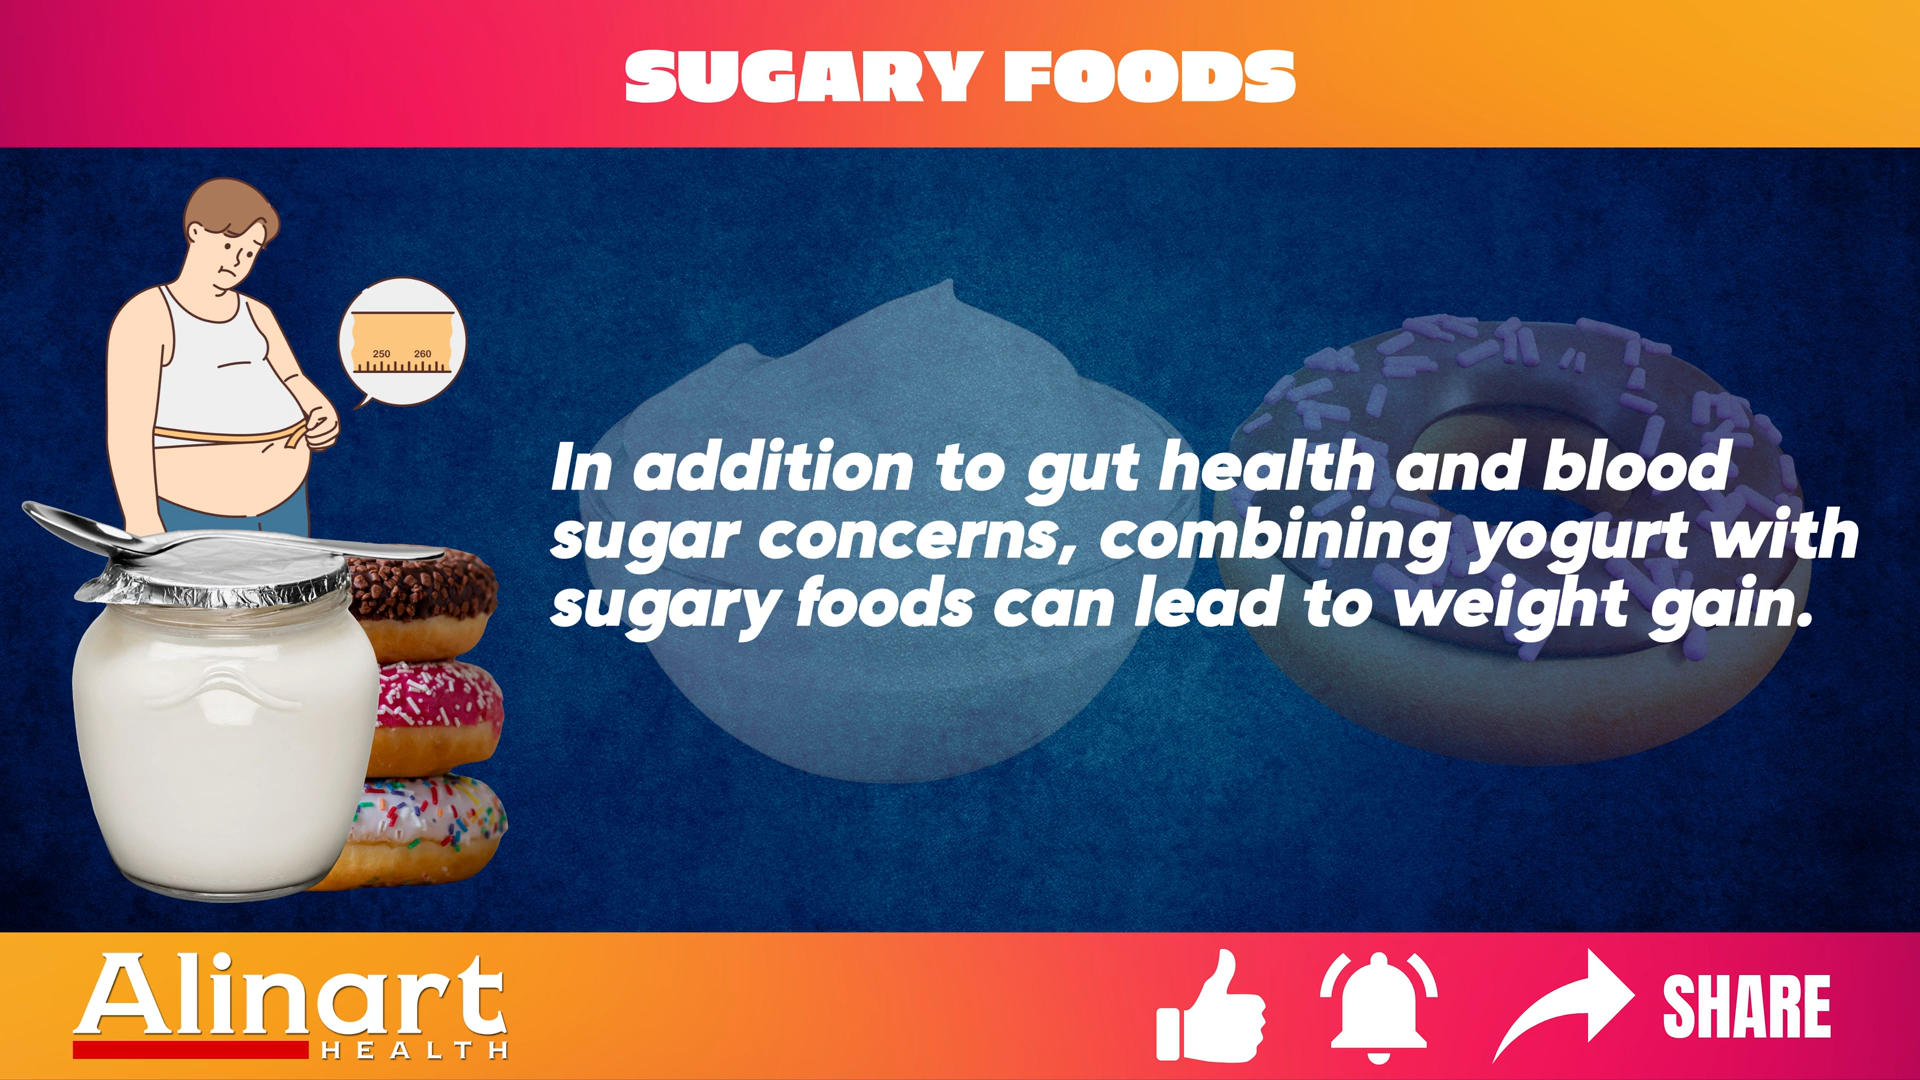 SUGARY FOODS
250 260
In addition to gut health and blood
sugar concerns, combining yogurt with
sugary foods can lead to weight gain.
Alinart
HEALTH
SHARE